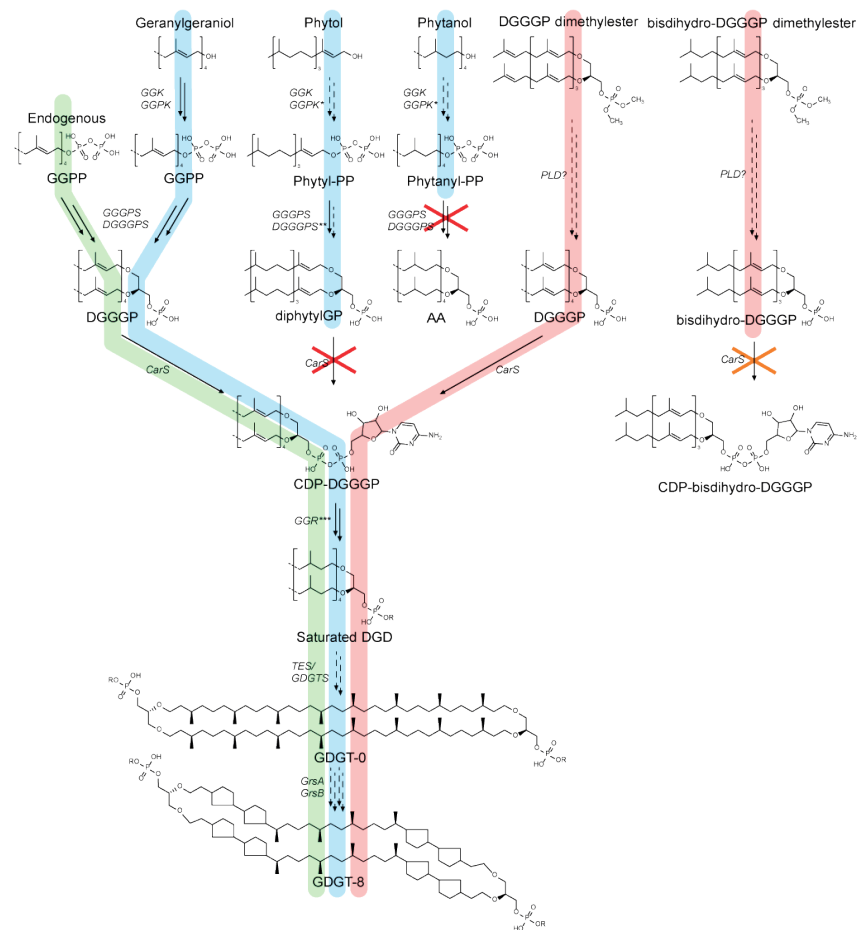 Geranylgeraniol
Phytol
Phytanol
DGGGP dimethylester
bisdihydro-DGGGP dimethylester
GGK
GGPK
GGK
GGPK*
GGK
GGPK*
Endogenous
GGPP
GGPP
Phytyl-PP
Phytanyl-PP
PLD?
PLD?
GGGPS
DGGGPS
GGGPS
DGGGPS**
GGGPS
DGGGPS
DGGGP
diphytylGP
AA
DGGGP
bisdihydro-DGGGP
CarS
CarS
CarS
CarS
CDP-DGGGP
CDP-bisdihydro-DGGGP
GGR***
Saturated DGD
TES/
GDGTS
GDGT-0
GrsA
GrsB
GDGT-8